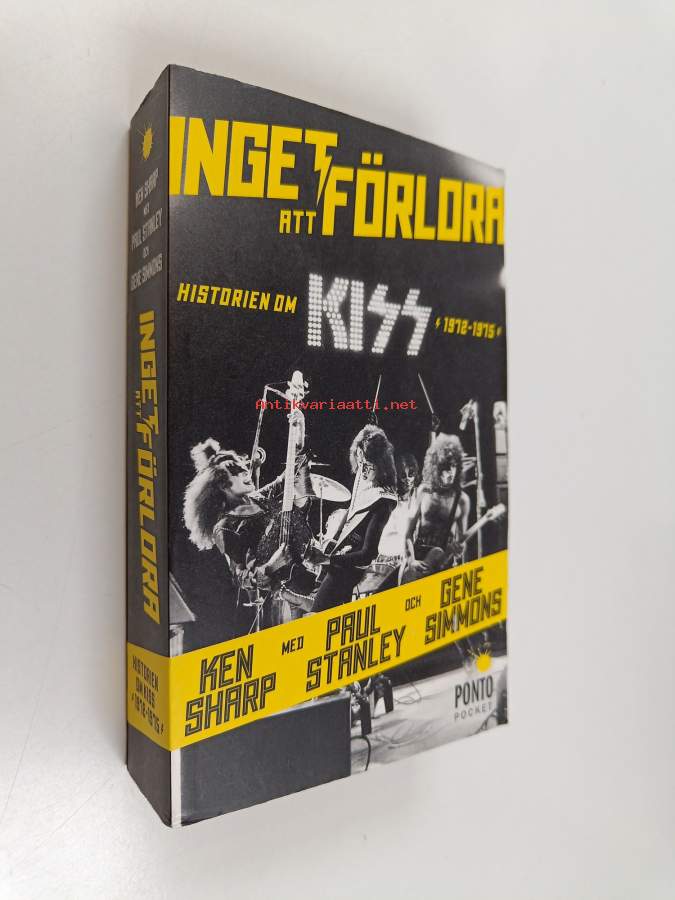 INGET
ATT FÖRLORA
HISTORIEN OM KISS 1972-1975
Antikvariaatti.net
KEN SHARP MED PAUL STANLEY OCH GENE SIMMONS
PONTO
POCKET
KEN SHARP
MED
PAUL STANLEY
OCH
GENE SIMMONS
INGET
ATT FÖRLORA
HISTORIEN
OM KISS
1972-1975